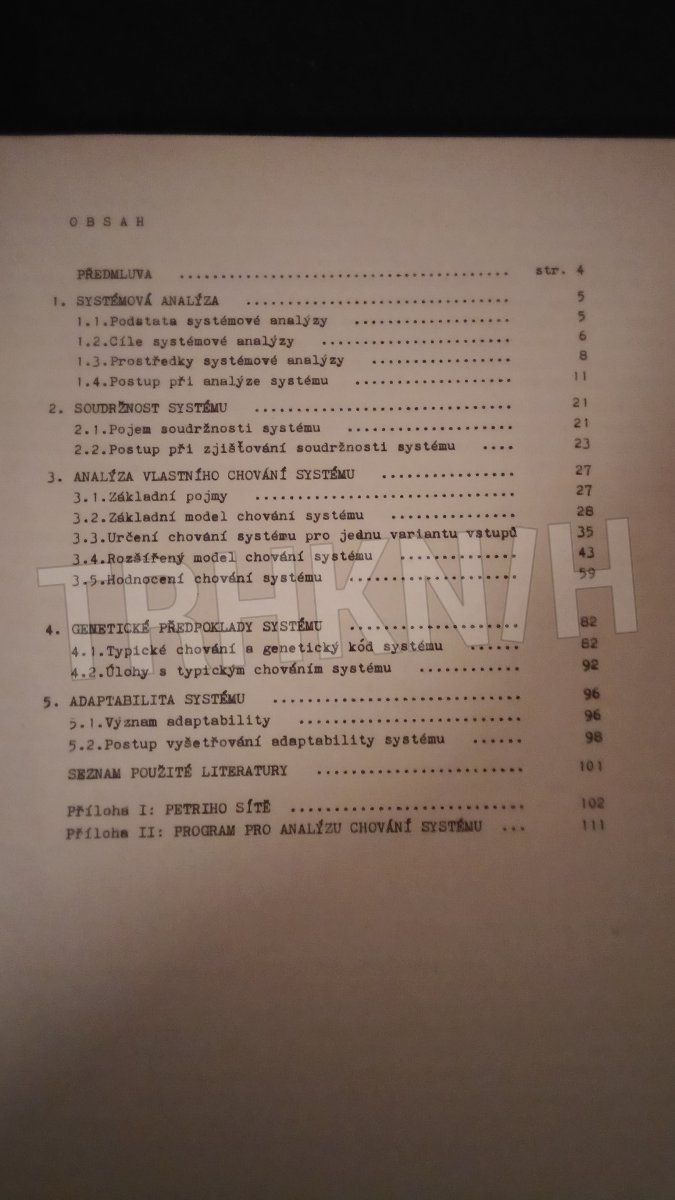 O B S A H
PŘEDMLUVA ........................................ str. 4
1. SYSTÉMOVÁ ANALÝZA ................................ 5
1.1.Podstata systémové analýzy ................... 5
1.2.Cíle systémové analýzy ....................... 6
1.3.Prostředky systémové analýzy ................. 8
1.4.Postup při analýze systému ................... 11
2. SOUDRŽNOST SYSTÉMU ............................... 21
2.1.Pojem soudržnosti systému .................... 21
2.2.Postup při zjišťování soudržnosti systému .... 23
3. ANALÝZA VLASTNÍHO CHOVÁNÍ SYSTÉMU ................ 27
3.1.Základní pojmy ............................... 27
3.2.Základní model chování systému ............... 28
3.3.Určení chování systému pro jednu variantu vstupů 35
3.4.Rozšířený model chování systému .............. 43
3.5.Hodnocení chování systému .................... 59
TRHKNIH
4. GENETICKÉ PŘEDPOKLADY SYSTÉMU .................... 82
4.1.Typické chování a genetický kód systému ...... 82
4.2.Úlohy s typickým chováním systému ............ 92
5. ADAPTABILITA SYSTÉMU .............................. 96
5.1.Význam adaptability ........................... 96
5.2.Postup vyšetřování adaptability systému ...... 98
SEZNAM POUŽITÉ LITERATURY ......................... 101
Příloha I: PETRIHO SÍTĚ ............................ 102
Příloha II: PROGRAM PRO ANALÝZU CHOVÁNÍ SYSTÉMU ... 111